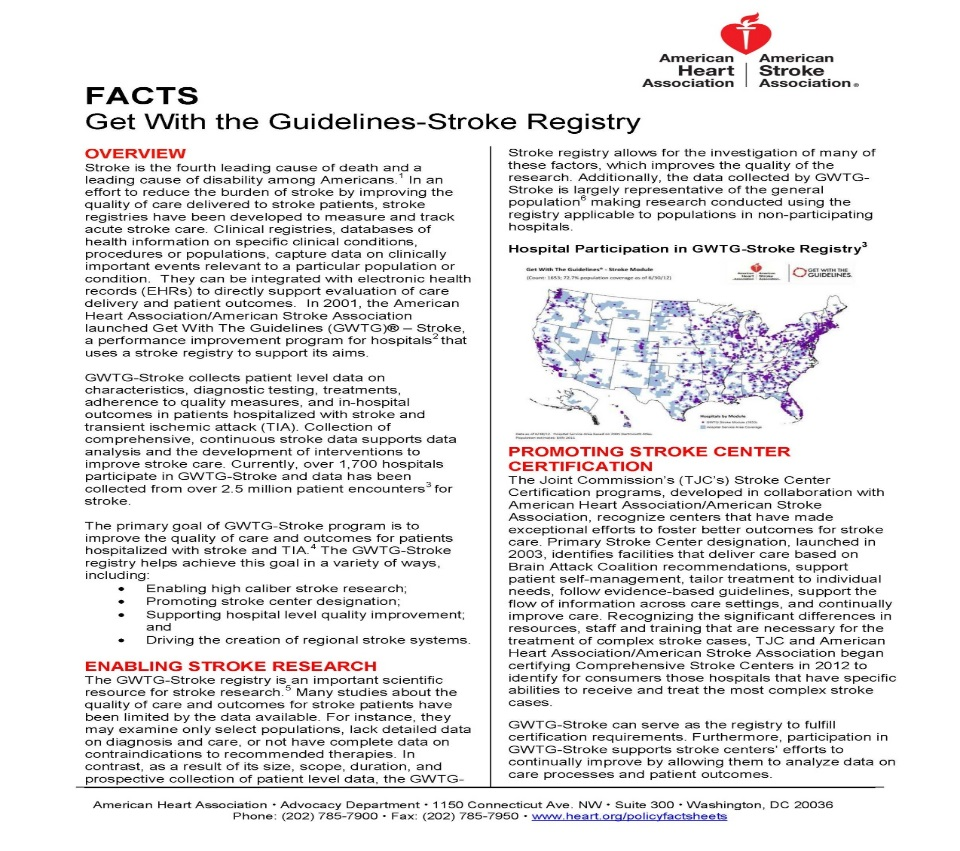 American Heart Association
American Stroke Association®
FACTS
Get With the Guidelines-Stroke Registry
OVERVIEW
Stroke is the fourth leading cause of death and a
leading cause of disability among Americans.1 In an
effort to reduce the burden of stroke by improving the
quality of care delivered to stroke patients, stroke
registries have been developed to measure and track
acute stroke care. Clinical registries, databases of
health information on specific clinical conditions,
procedures or populations, capture data on clinically
important events relevant to a particular population or
condition. They can be integrated with electronic health
records (EHRs) to directly support evaluation of care
delivery and patient outcomes. In 2001, the American
Heart Association/American Stroke Association
launched Get With The Guidelines (GWTG)® – Stroke,
a performance improvement program for hospitals2 that
uses a stroke registry to support its aims.
GWTG-Stroke collects patient level data on
characteristics, diagnostic testing, treatments,
adherence to quality measures, and in-hospital
outcomes in patients hospitalized with stroke and
transient ischemic attack (TIA). Collection of
comprehensive, continuous stroke data supports data
analysis and the development of interventions to
improve stroke care. Currently, over 1,700 hospitals
participate in GWTG-Stroke and data has been
collected from over 2.5 million patient encounters3 for
stroke.
The primary goal of GWTG-Stroke program is to
improve the quality of care and outcomes for patients
hospitalized with stroke and TIA.4 The GWTG-Stroke
registry helps achieve this goal in a variety of ways,
including:
• Enabling high caliber stroke research;
• Promoting stroke center designation;
• Supporting hospital level quality improvement;
and
• Driving the creation of regional stroke systems.
ENABLING STROKE RESEARCH
The GWTG-Stroke registry is an important scientific
resource for stroke research.5 Many studies about the
quality of care and outcomes for stroke patients have
been limited by the data available. For instance, they
may examine only select populations, lack detailed data
on diagnosis and care, or not have complete data on
contraindications to recommended therapies. In
contrast, as a result of its size, scope, duration, and
prospective collection of patient level data, the GWTG-
Stroke registry allows for the investigation of many of
these factors, which improves the quality of the
research. Additionally, the data collected by GWTG-
Stroke is largely representative of the general
population6 making research conducted using the
registry applicable to populations in non-participating
hospitals.
Hospital Participation in GWTG-Stroke Registry3
Get With The Guidelines® - Stroke Module
(Count: 1653; 72.7% population coverage as of 8/30/12)
GET WITH THE
GUIDELINES.
Hospitals by Module
GWTG-Stroke Module
Hospital Service Area Coverage
PROMOTING STROKE CENTER
CERTIFICATION
The Joint Commission's (TJC's) Stroke Center
Certification programs, developed in collaboration with
American Heart Association/American Stroke
Association, recognize centers that have made
exceptional efforts to foster better outcomes for stroke
care. Primary Stroke Center designation, launched in
2003, identifies facilities that deliver care based on
Brain Attack Coalition recommendations, support
patient self-management, tailor treatment to individual
needs, follow evidence-based guidelines, support the
flow of information across care settings, and continually
improve care. Recognizing the significant differences in
resources, staff and training that are necessary for the
treatment of complex stroke cases, TJC and American
Heart Association/American Stroke Association began
certifying Comprehensive Stroke Centers in 2012 to
identify for consumers those hospitals that have specific
abilities to receive and treat the most complex stroke
cases.
GWTG-Stroke can serve as the registry to fulfill
certification requirements. Furthermore, participation in
GWTG-Stroke supports stroke centers' efforts to
continually improve by allowing them to analyze data on
care processes and patient outcomes.
American Heart Association • Advocacy Department • 1150 Connecticut Ave. NW • Suite 300 • Washington, DC 20036
Phone: (202) 785-7900 • Fax: (202) 785-7950 • www.heart.org/policyfactsheets